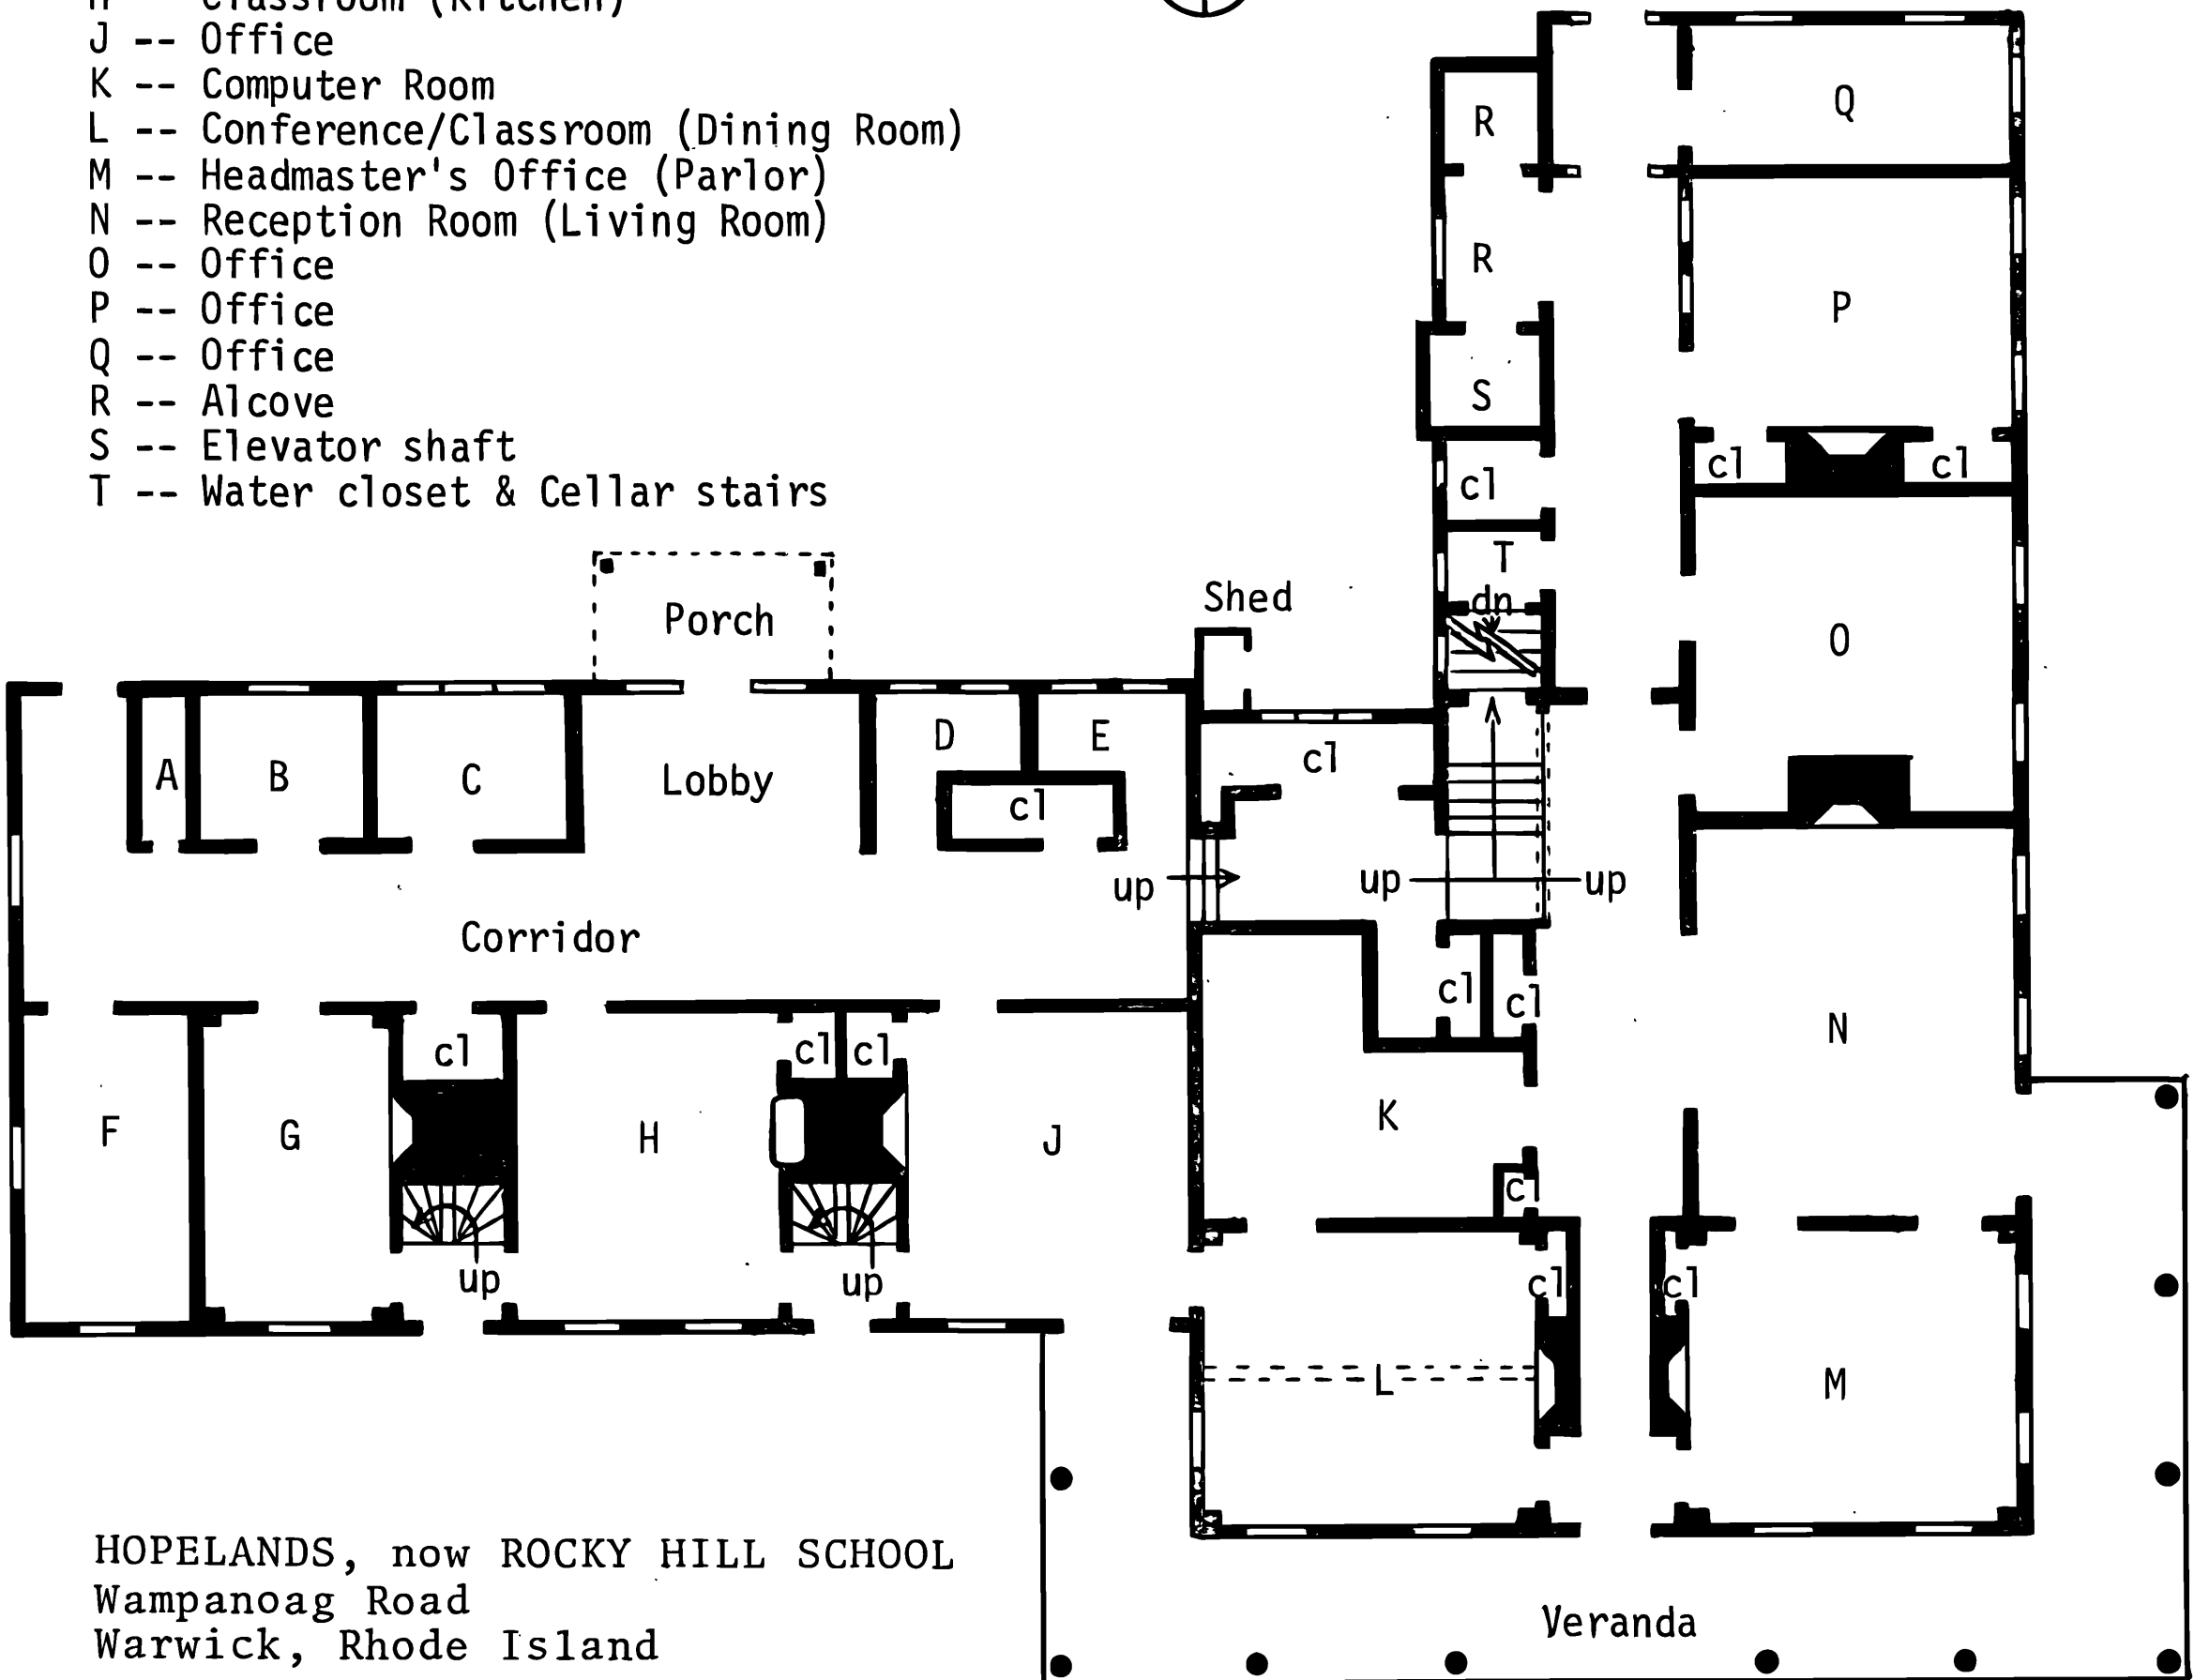 H -- Classroom (Kitchen)
J -- Office
K -- Computer Room
L -- Conference/Classroom (Dining Room)
M -- Headmaster's Office (Parlor)
N -- Reception Room (Living Room)
O -- Office
P -- Office
Q -- Office
R -- Alcove
S -- Elevator shaft
T -- Water closet & Cellar stairs
Q
R
R
P
S
cl
cl
cl
T
dn
Shed
Porch
O
A
B
C
Lobby
D
E
cl
cl
up
up
up
Corridor
cl
cl
N
cl
cl
cl
F
G
H
J
K
cl
up
up
cl
cl
L
M
HOPELANDS, now ROCKY HILL SCHOOL
Wampanoag Road
Warwick, Rhode Island
Veranda